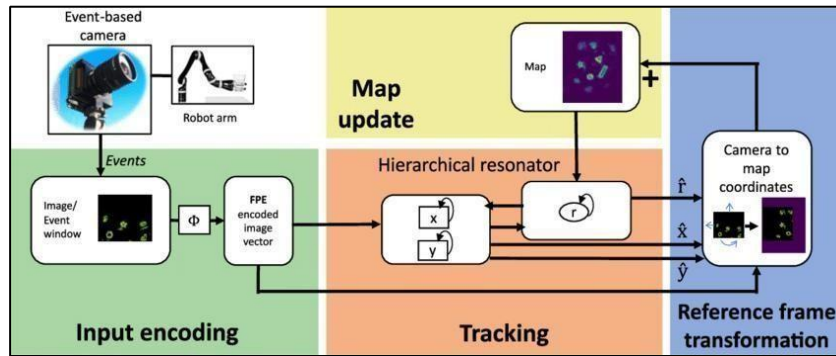 Event-based
camera
Robot arm
Events
Image/
Event
window
Φ
FPE
encoded
image
vector
Input encoding
Map
update
Map
+
Hierarchical resonator
x
y
r
r̂
x̂
ŷ
Tracking
Camera to
map
coordinates
Reference frame
transformation